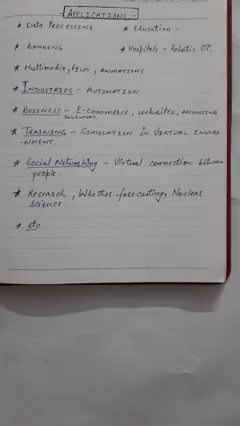 - APPLICATIONS -
* Data PROCESSING * Education -
* BANKING * Hospitals - Robotic OT.
* Multimedia, film, ANIMATIONS
* INDUSTRIES - AUTOMATION
* BUSINESS - E-COMMERCE, websites, ACCOUNTING
INVENTORY.
* TRAINING - SIMULATION in VIRTUAL ENVIRO-
-NMENT.
* Social Networking - Virtual connection between
people.
* Research, Whether forecasting, Nuclear
science.
* etc.